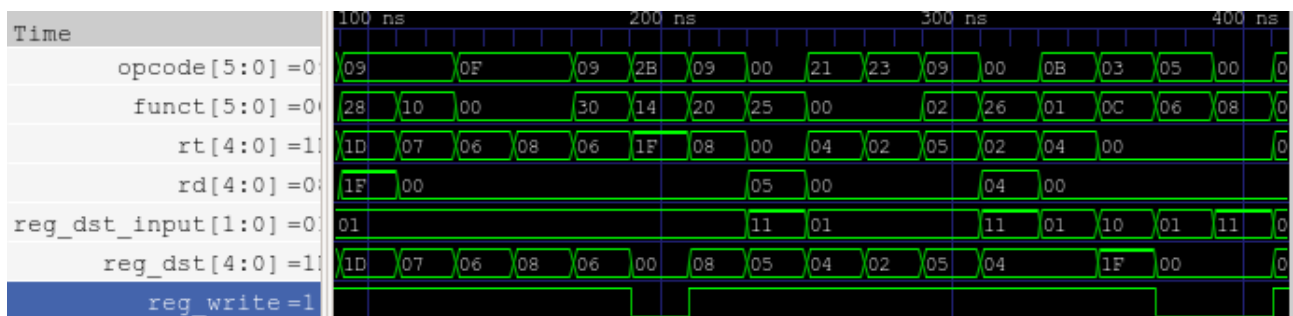 100 ns 200 ns 300 ns 400 ns
Time
opcode[5:0] =0 09 0F 09 2B 09 00 21 23 09 00 0B 03 05 00 0
funct[5:0] =0 28 10 00 30 14 20 25 00 02 26 01 0C 06 08 0
rt[4:0] =1 1D 07 06 08 06 1F 08 00 04 02 05 02 04 00 0
rd[4:0] =0 1F 00 05 00 04 00
reg_dst_input[1:0] =0 01 11 01 11 01 10 01 11 0
reg_dst[4:0] =1 1D 07 06 08 06 00 08 05 04 02 05 04 1F 00 0
reg_write =1